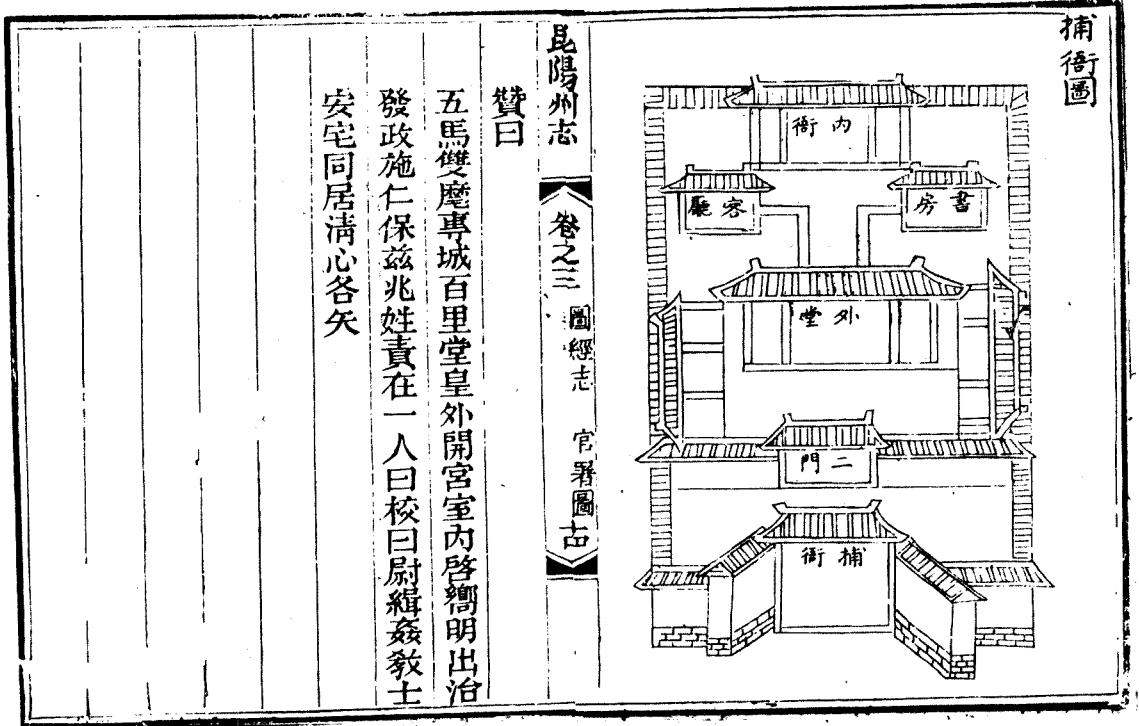 捕衙圖
內衙
書房
客廳
外堂
二門
捕衙
昆陽州志
卷之三
圖經志　官署圖
十四
贊曰
五馬雙麾專城百里堂皇外開宮室內啓嚮明出治
發政施仁保兹兆姓責在一人曰校曰尉緝姦敎士
安宅同居淸心各矢